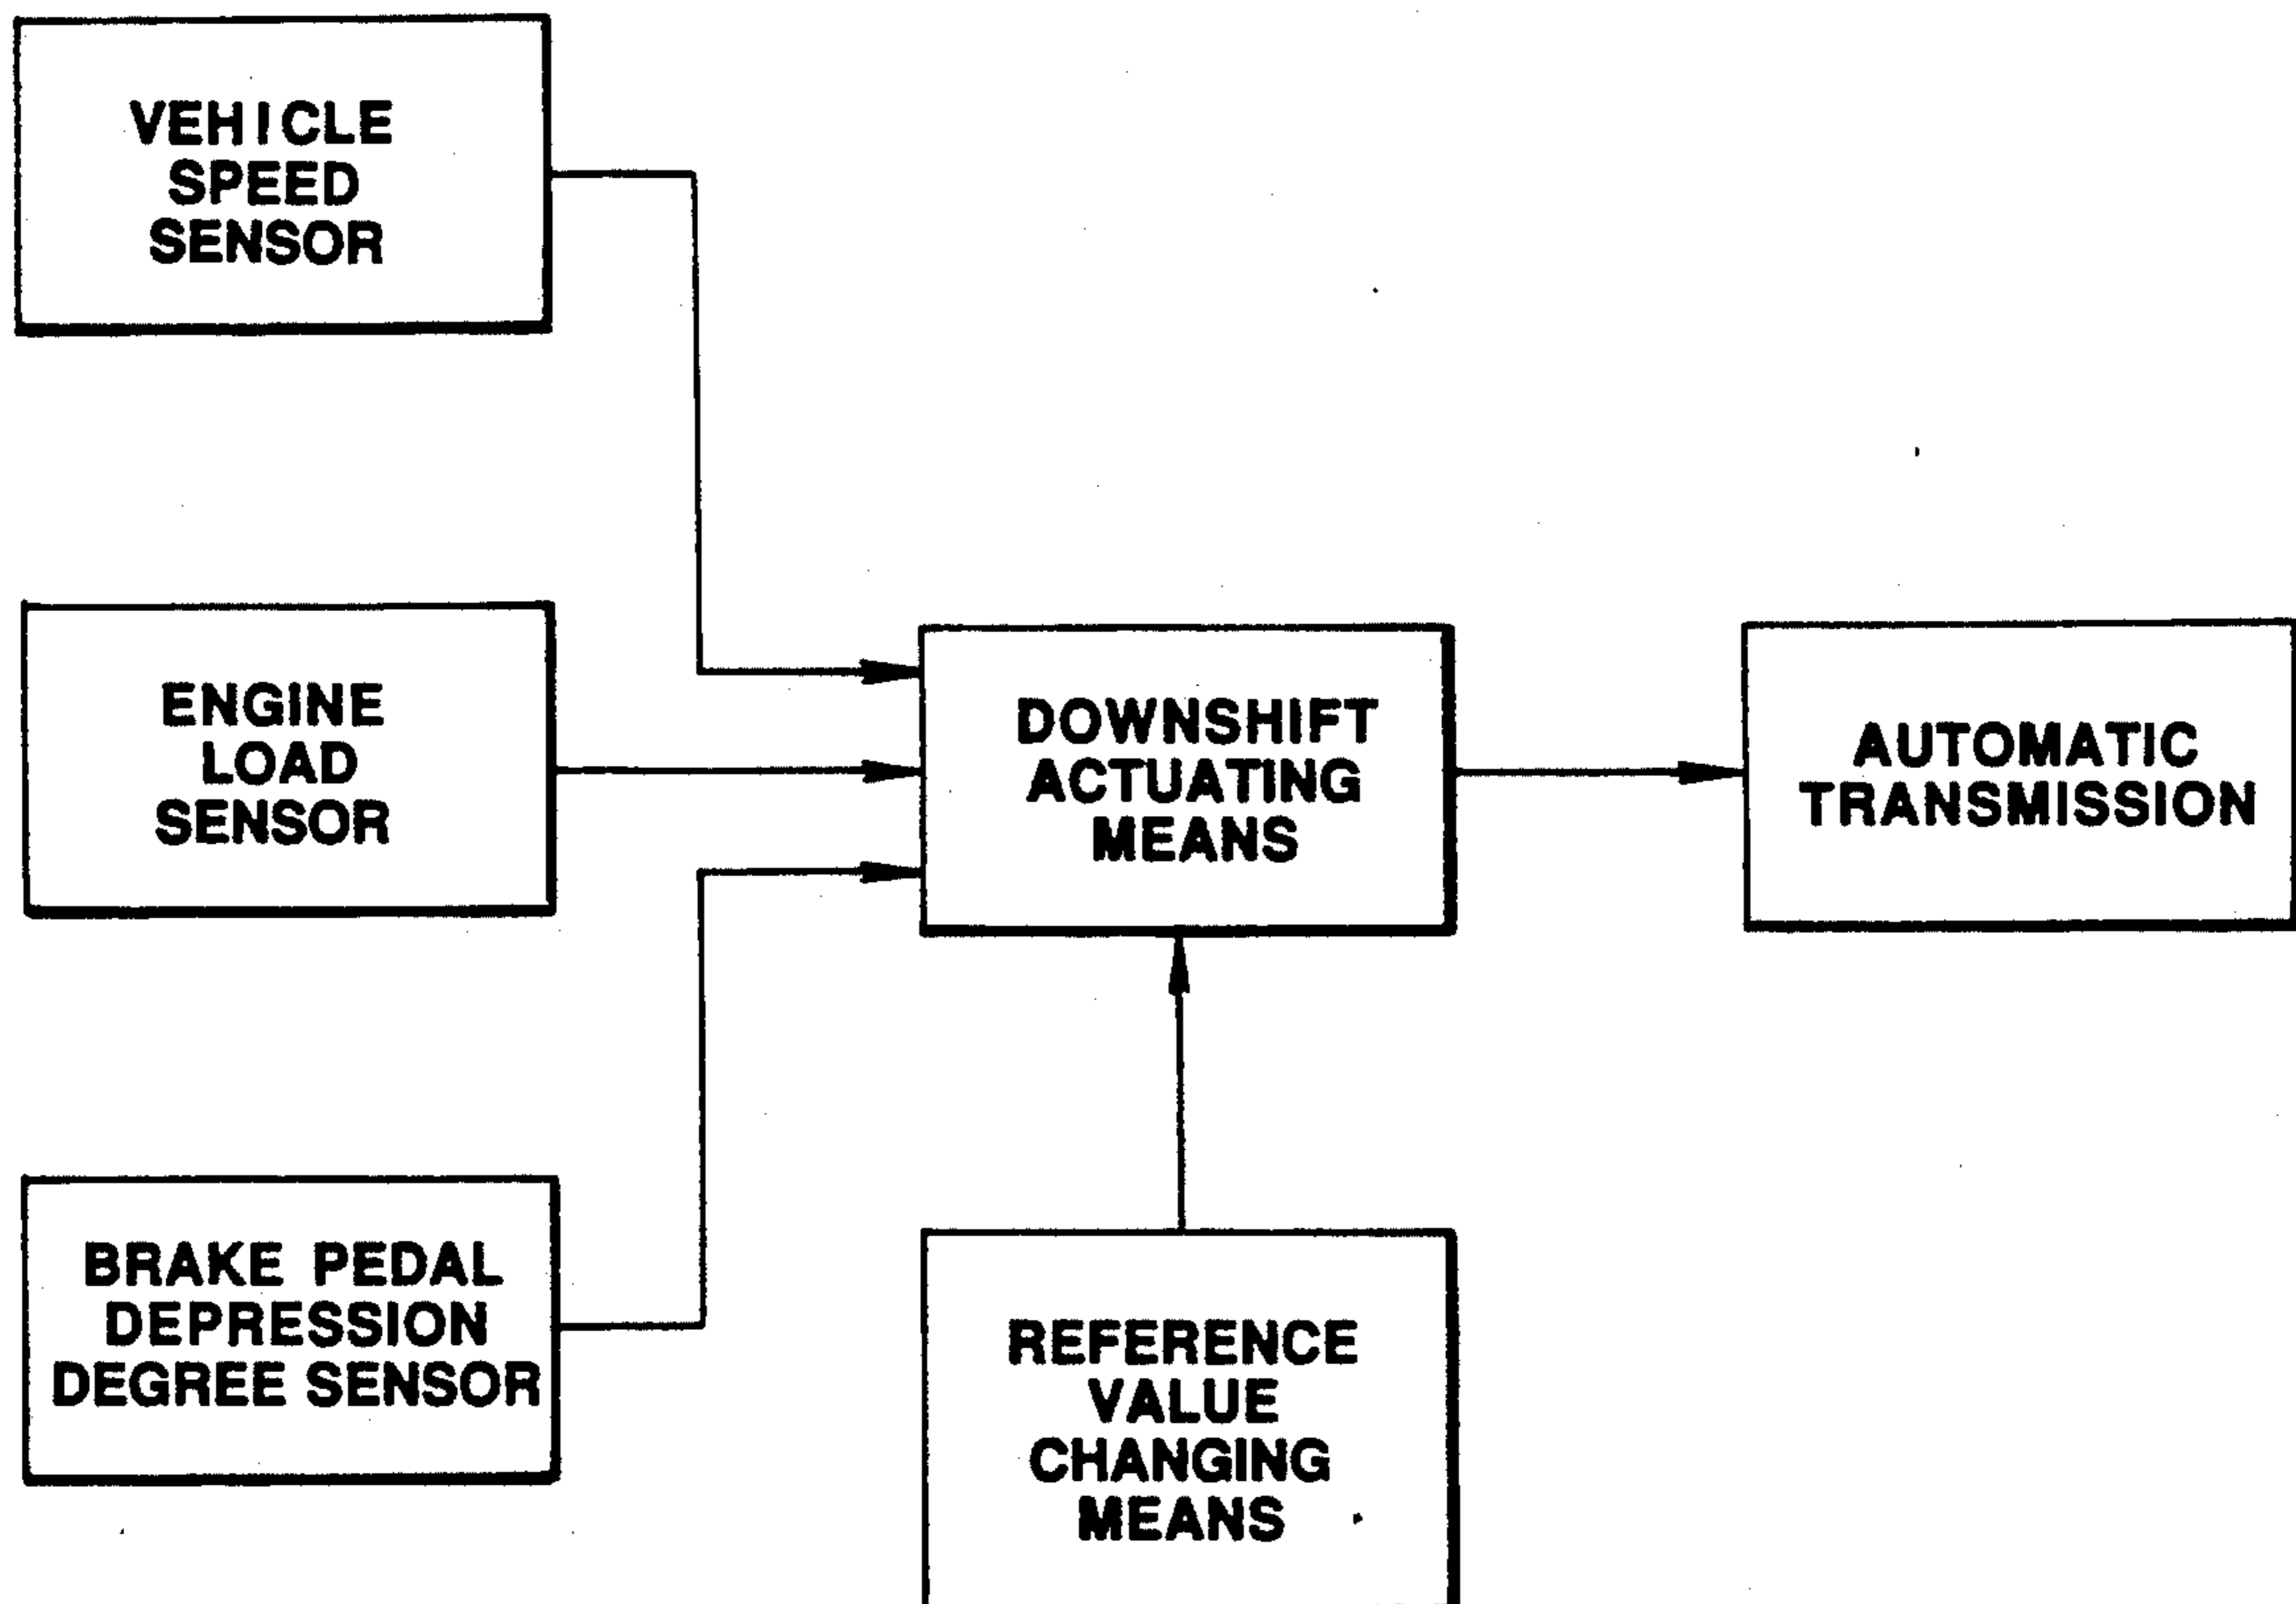 VEHICLE
SPEED
SENSOR
ENGINE
LOAD
SENSOR
BRAKE PEDAL
DEPRESSION
DEGREE SENSOR
DOWNSHIFT
ACTUATING
MEANS
REFERENCE
VALUE
CHANGING
MEANS
AUTOMATIC
TRANSMISSION